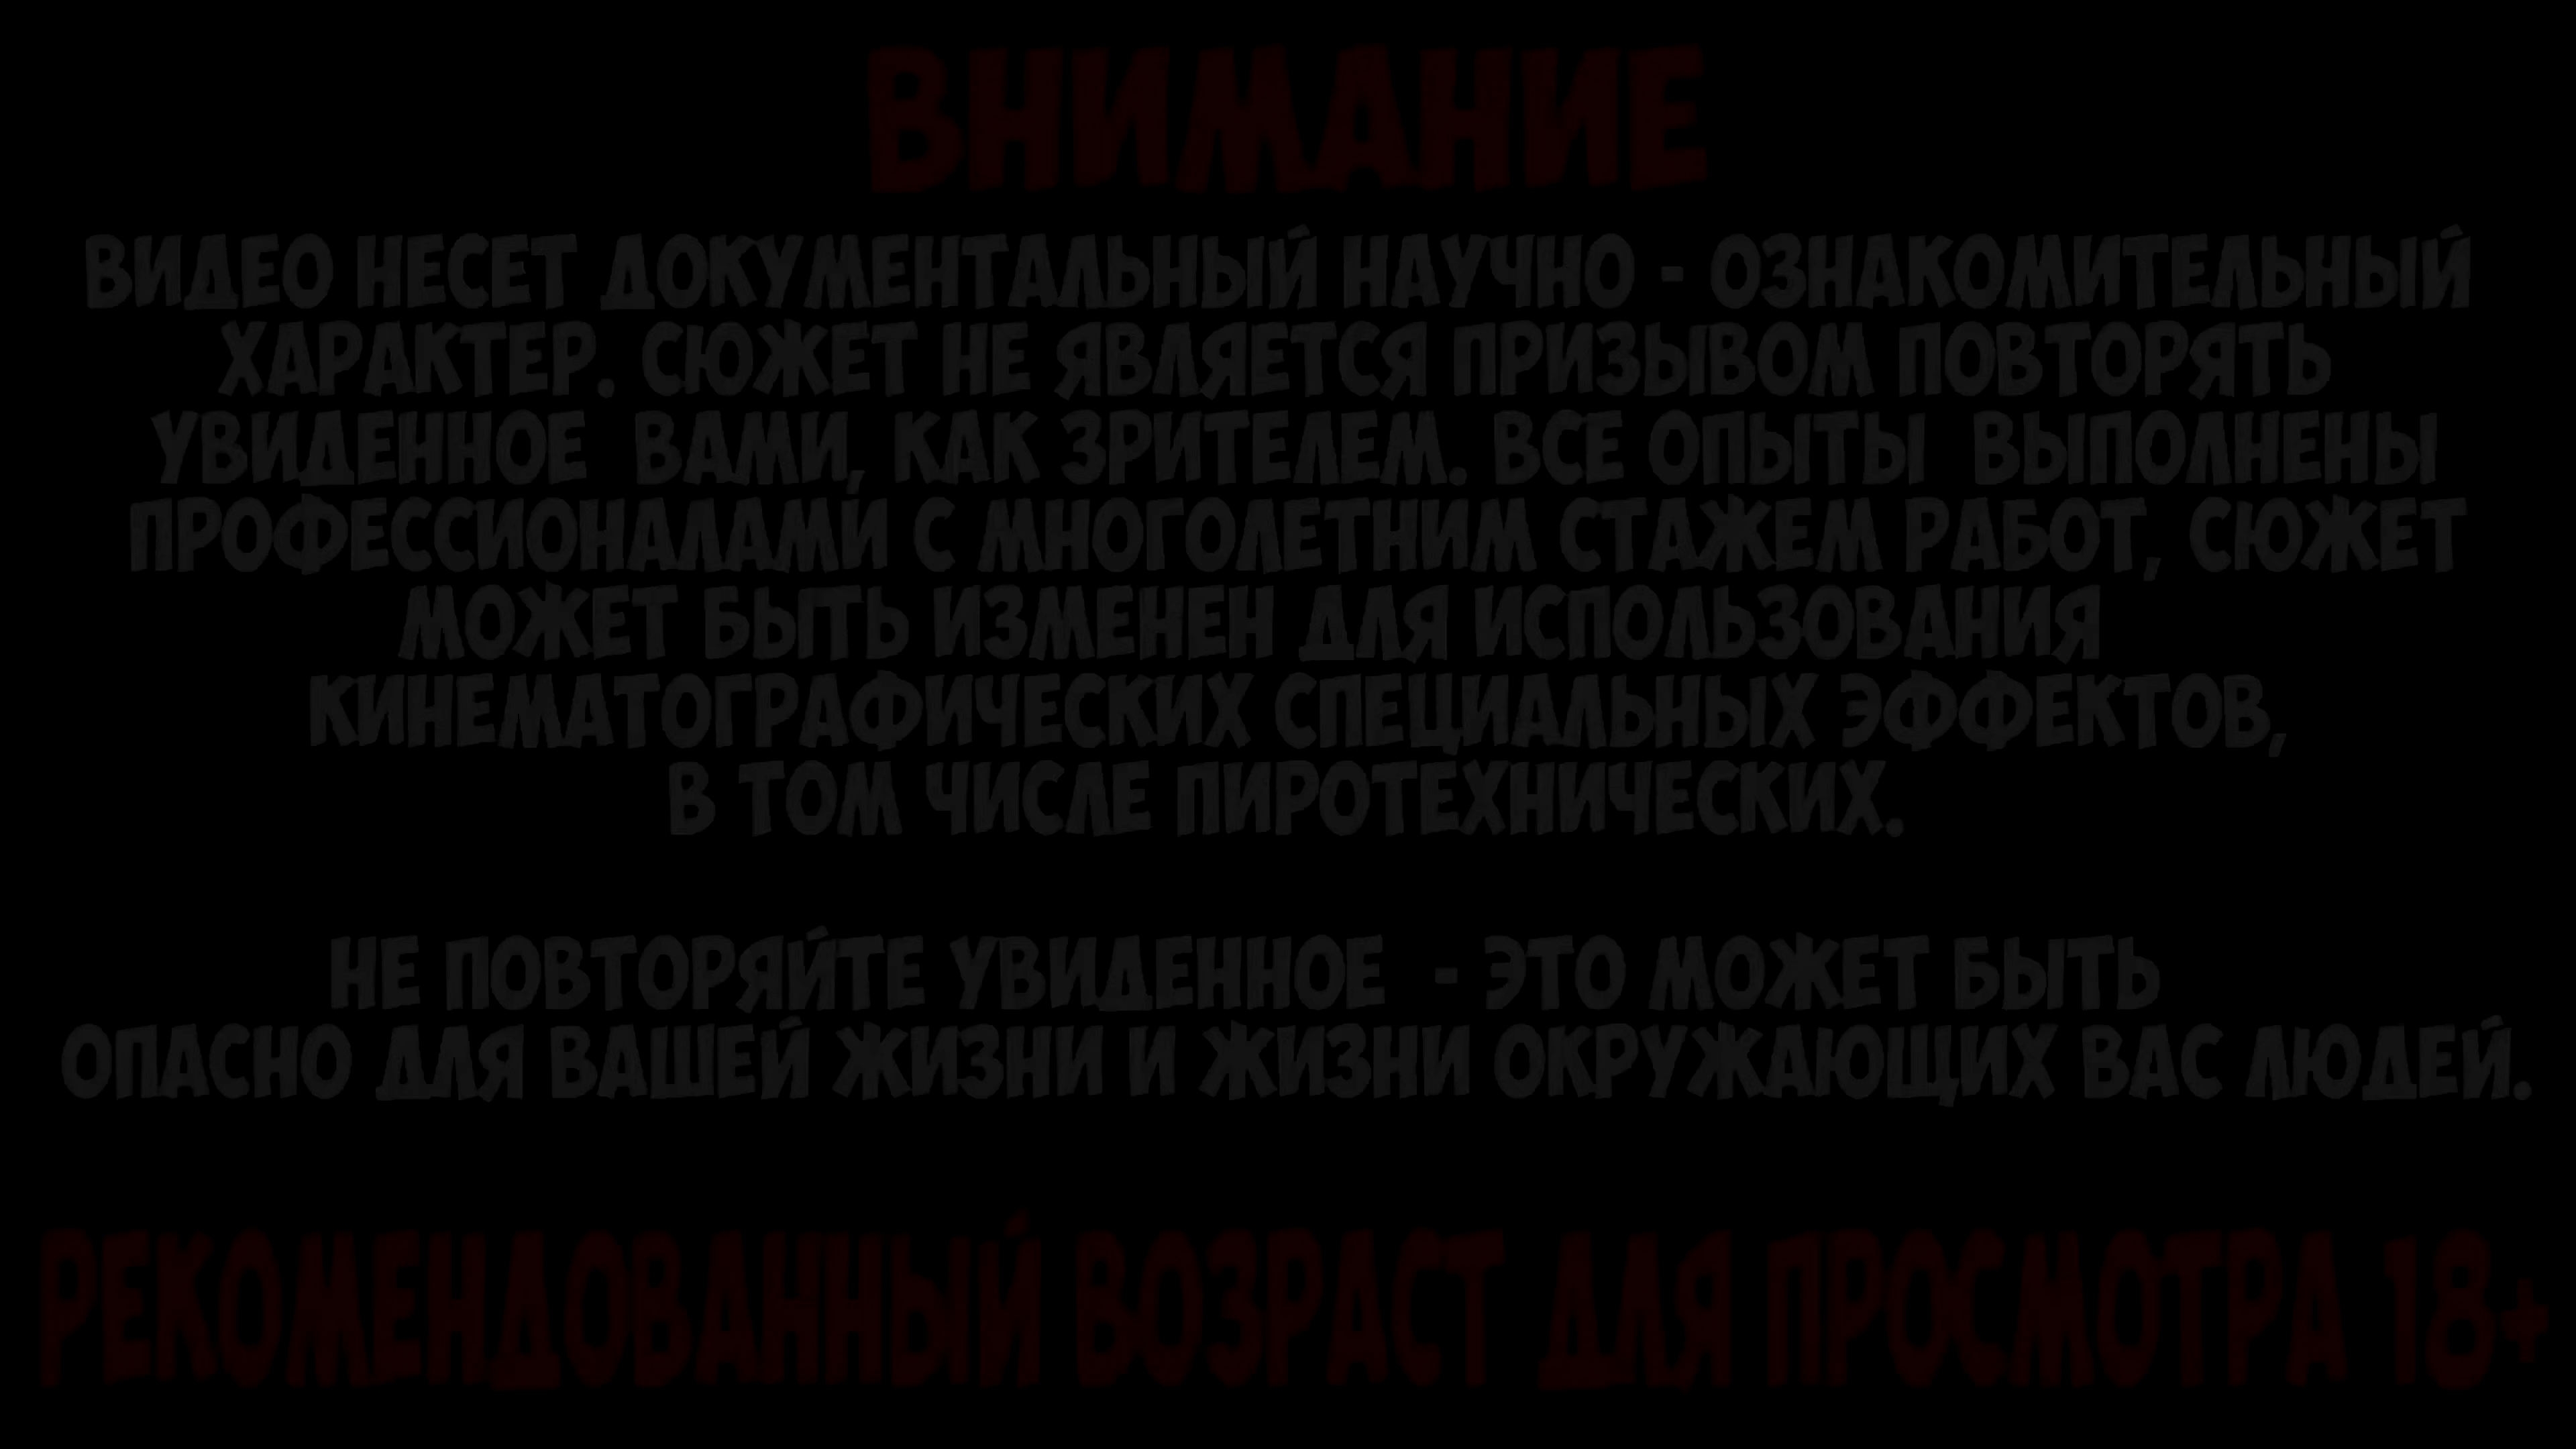 ВНИМАНИЕ
ВИДЕО НЕСЕТ ДОКУМЕНТАЛЬНЫЙ НАУЧНО - ОЗНАКОМИТЕЛЬНЫЙ
ХАРАКТЕР. СЮЖЕТ НЕ ЯВЛЯЕТСЯ ПРИЗЫВОМ ПОВТОРЯТЬ
УВИДЕННОЕ ВАМИ, КАК ЗРИТЕЛЕМ. ВСЕ ОПЫТЫ ВЫПОЛНЕНЫ
ПРОФЕССИОНАЛАМИ С МНОГОЛЕТНИМ СТАЖЕМ РАБОТ, СЮЖЕТ
МОЖЕТ БЫТЬ ИЗМЕНЕН ДЛЯ ИСПОЛЬЗОВАНИЯ
КИНЕМАТОГРАФИЧЕСКИХ СПЕЦИАЛЬНЫХ ЭФФЕКТОВ,
В ТОМ ЧИСЛЕ ПИРОТЕХНИЧЕСКИХ.
НЕ ПОВТОРЯЙТЕ УВИДЕННОЕ - ЭТО МОЖЕТ БЫТЬ
ОПАСНО ДЛЯ ВАШЕЙ ЖИЗНИ И ЖИЗНИ ОКРУЖАЮЩИХ ВАС ЛЮДЕЙ.
РЕКОМЕНДОВАННЫЙ ВОЗРАСТ ДЛЯ ПРОСМОТРА 18+